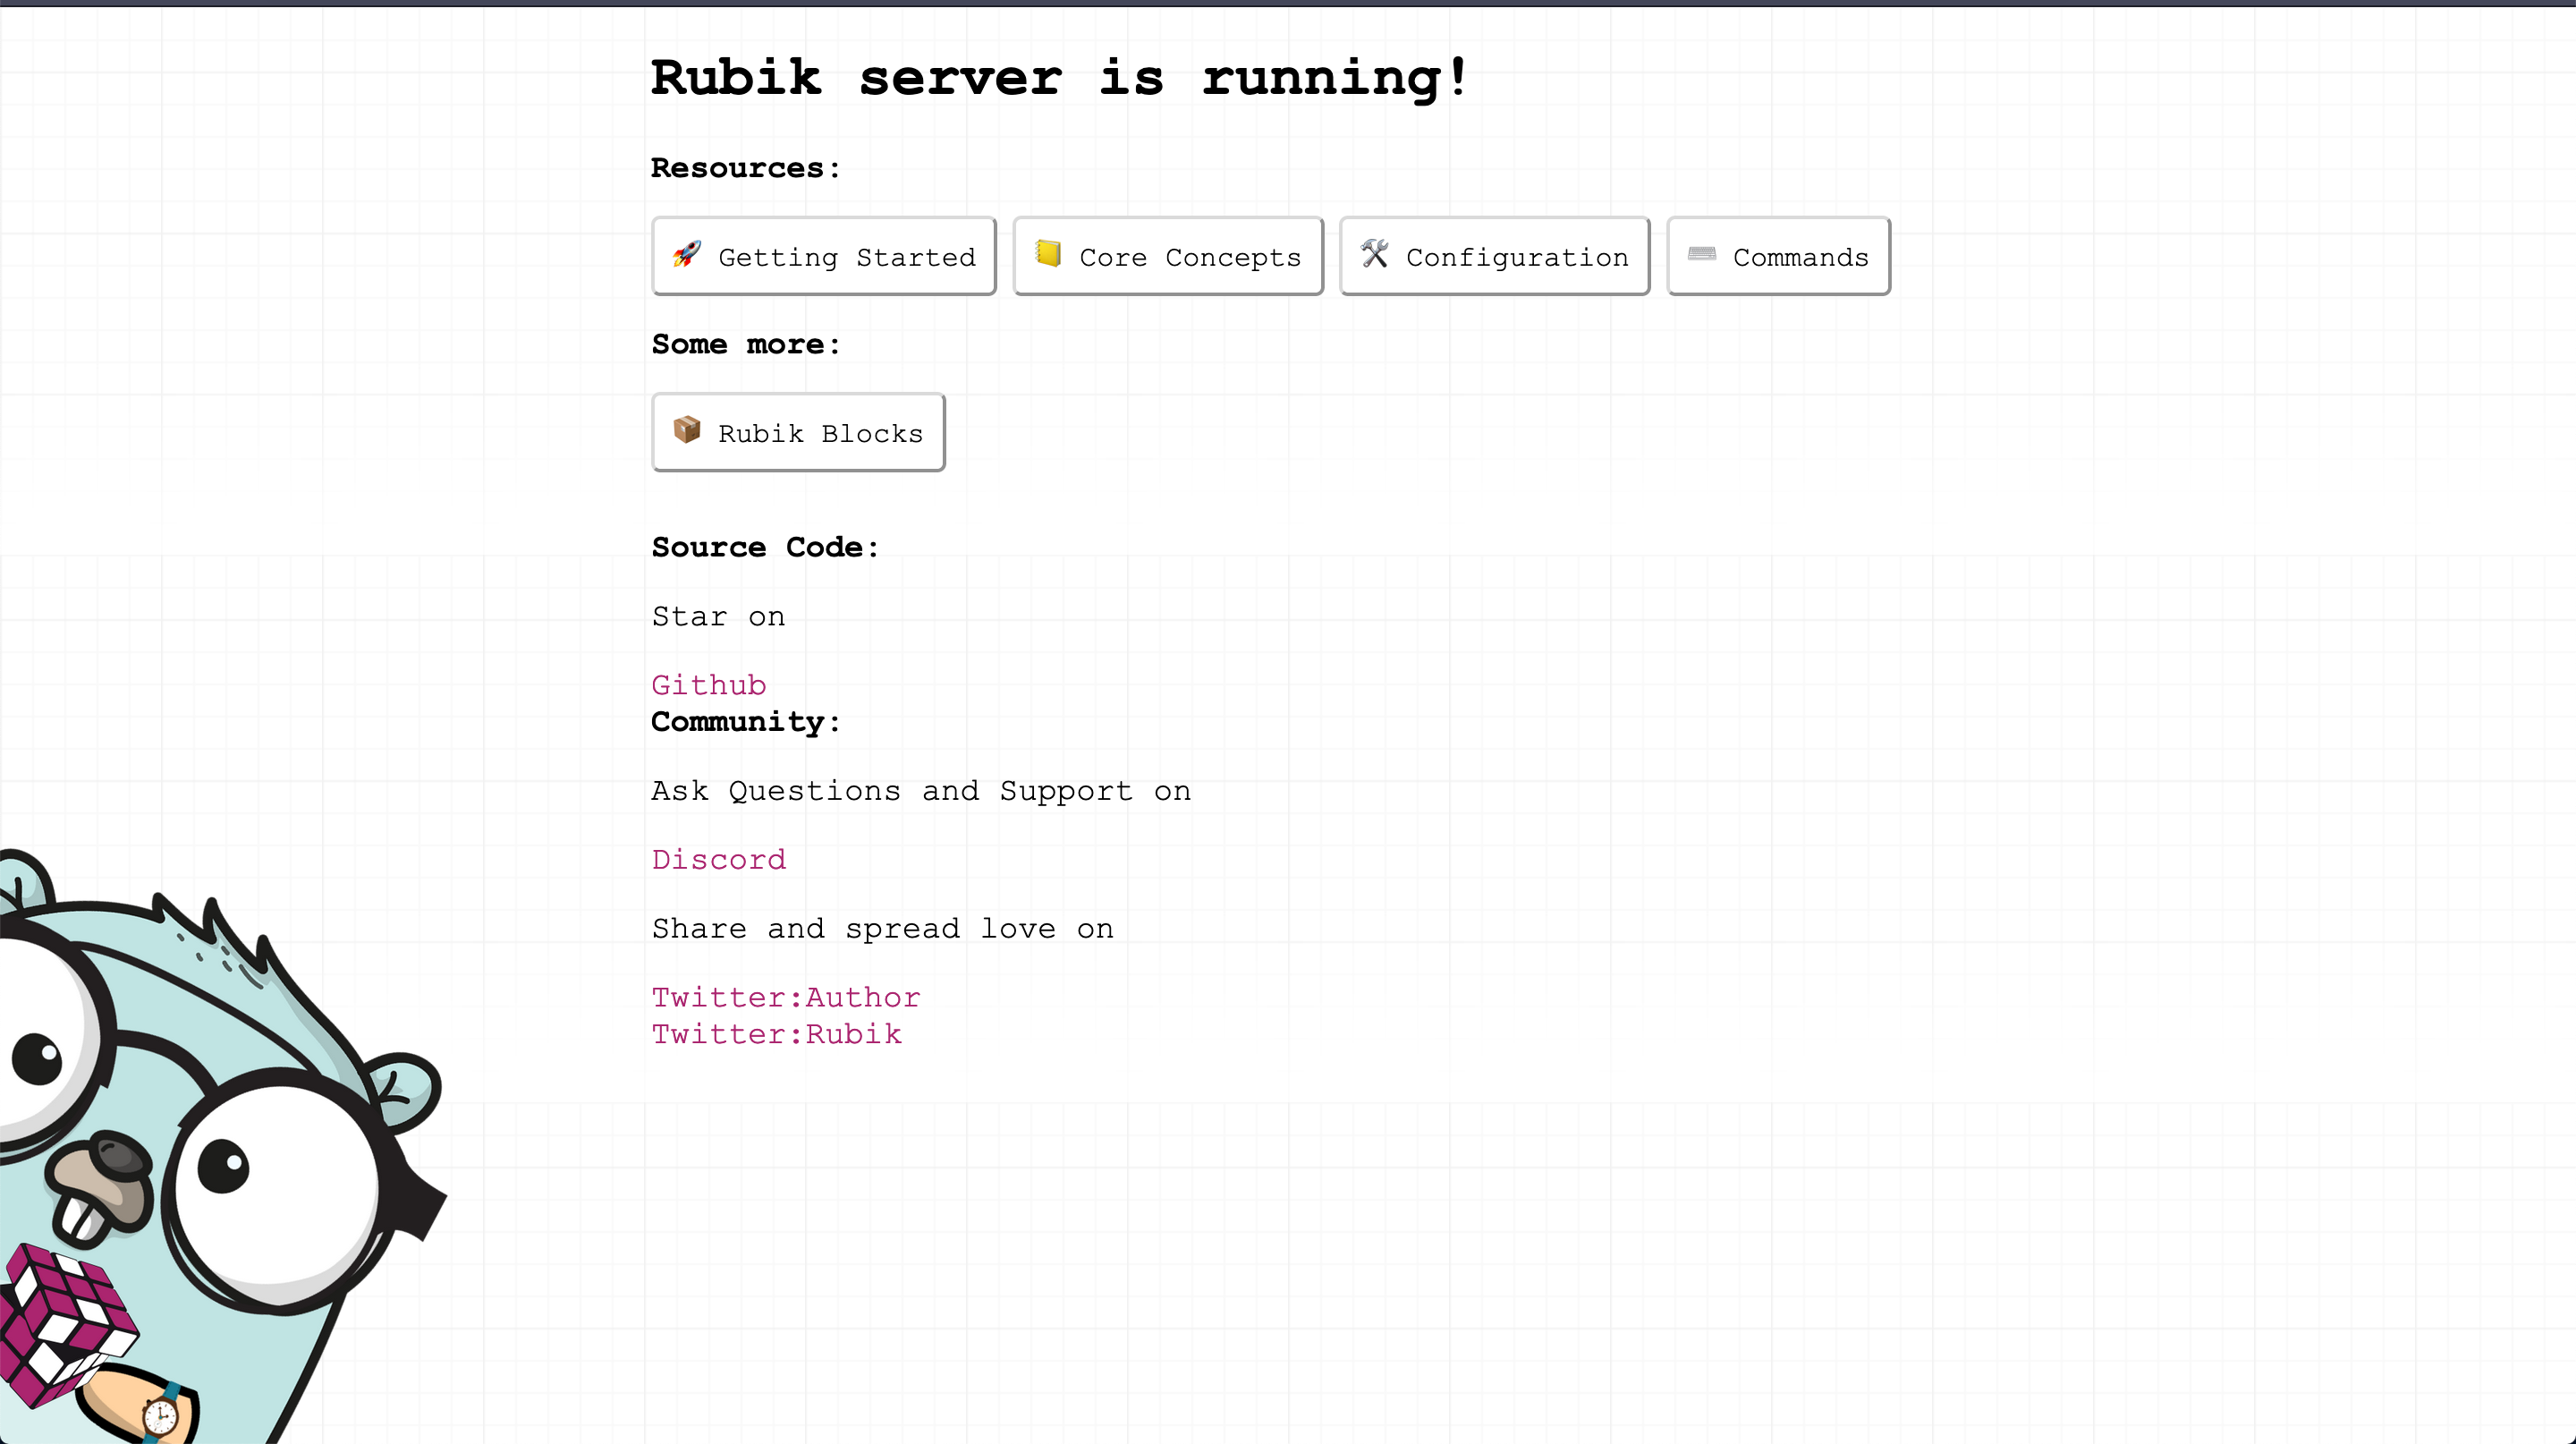 Rubik server is running!
Resources:
🚀 Getting Started
📒 Core Concepts
🛠 Configuration
⌨ Commands
Some more:
📦 Rubik Blocks
Source Code:
Star on
Github
Community:
Ask Questions and Support on
Discord
Share and spread love on
Twitter:Author
Twitter:Rubik